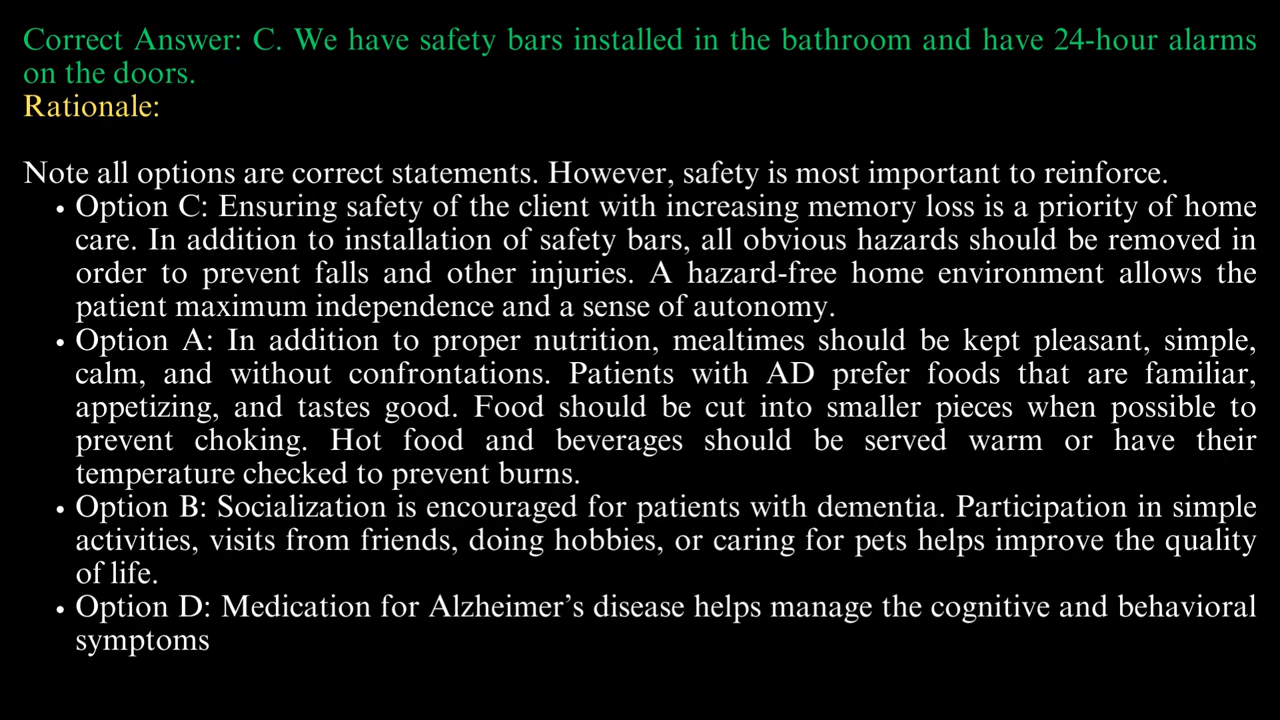 Correct Answer: C. We have safety bars installed in the bathroom and have 24-hour alarms
on the doors.
Rationale:
Note all options are correct statements. However, safety is most important to reinforce.
• Option C: Ensuring safety of the client with increasing memory loss is a priority of home
care. In addition to installation of safety bars, all obvious hazards should be removed in
order to prevent falls and other injuries. A hazard-free home environment allows the
patient maximum independence and a sense of autonomy.
• Option A: In addition to proper nutrition, mealtimes should be kept pleasant, simple,
calm, and without confrontations. Patients with AD prefer foods that are familiar,
appetizing, and tastes good. Food should be cut into smaller pieces when possible to
prevent choking. Hot food and beverages should be served warm or have their
temperature checked to prevent burns.
• Option B: Socialization is encouraged for patients with dementia. Participation in simple
activities, visits from friends, doing hobbies, or caring for pets helps improve the quality
of life.
• Option D: Medication for Alzheimer’s disease helps manage the cognitive and behavioral
symptoms